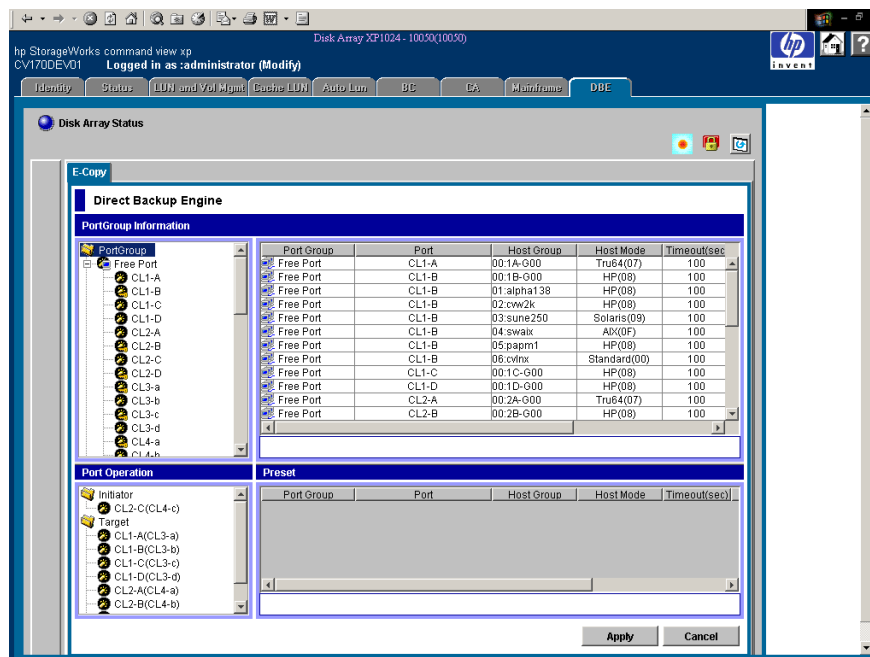 Disk Array XP1024 - 10050(10050)
hp StorageWorks command view xp
CV170DEV01 Logged in as :administrator (Modify)
hp
invent
?
Identity Status LUN and Vol Mgmt Cache LUN Auto Lun BC CA Mainframe DBE
Disk Array Status
E-Copy
Direct Backup Engine
PortGroup Information
PortGroup
Free Port
CL1-A
CL1-B
CL1-C
CL1-D
CL2-A
CL2-B
CL2-C
CL2-D
CL3-a
CL3-b
CL3-c
CL3-d
CL4-a
CL4-b
Port Group Port Host Group Host Mode Timeout(sec
Free Port CL1-A 00:1A-G00 Tru64(07) 100
Free Port CL1-B 00:1B-G00 HP(08) 100
Free Port CL1-B 01:alpha138 HP(08) 100
Free Port CL1-B 02:cvw2k HP(08) 100
Free Port CL1-B 03:sune250 Solaris(09) 100
Free Port CL1-B 04:swaix AIX(0F) 100
Free Port CL1-B 05:paprn1 HP(08) 100
Free Port CL1-B 06:cvlnx Standard(00) 100
Free Port CL1-C 00:1C-G00 HP(08) 100
Free Port CL1-D 00:1D-G00 HP(08) 100
Free Port CL2-A 00:2A-G00 Tru64(07) 100
Free Port CL2-B 00:2B-G00 HP(08) 100
Port Operation
Initiator
CL2-C(CL4-c)
Target
CL1-A(CL3-a)
CL1-B(CL3-b)
CL1-C(CL3-c)
CL1-D(CL3-d)
CL2-A(CL4-a)
CL2-B(CL4-b)
Preset
Port Group Port Host Group Host Mode Timeout(sec)
Apply Cancel